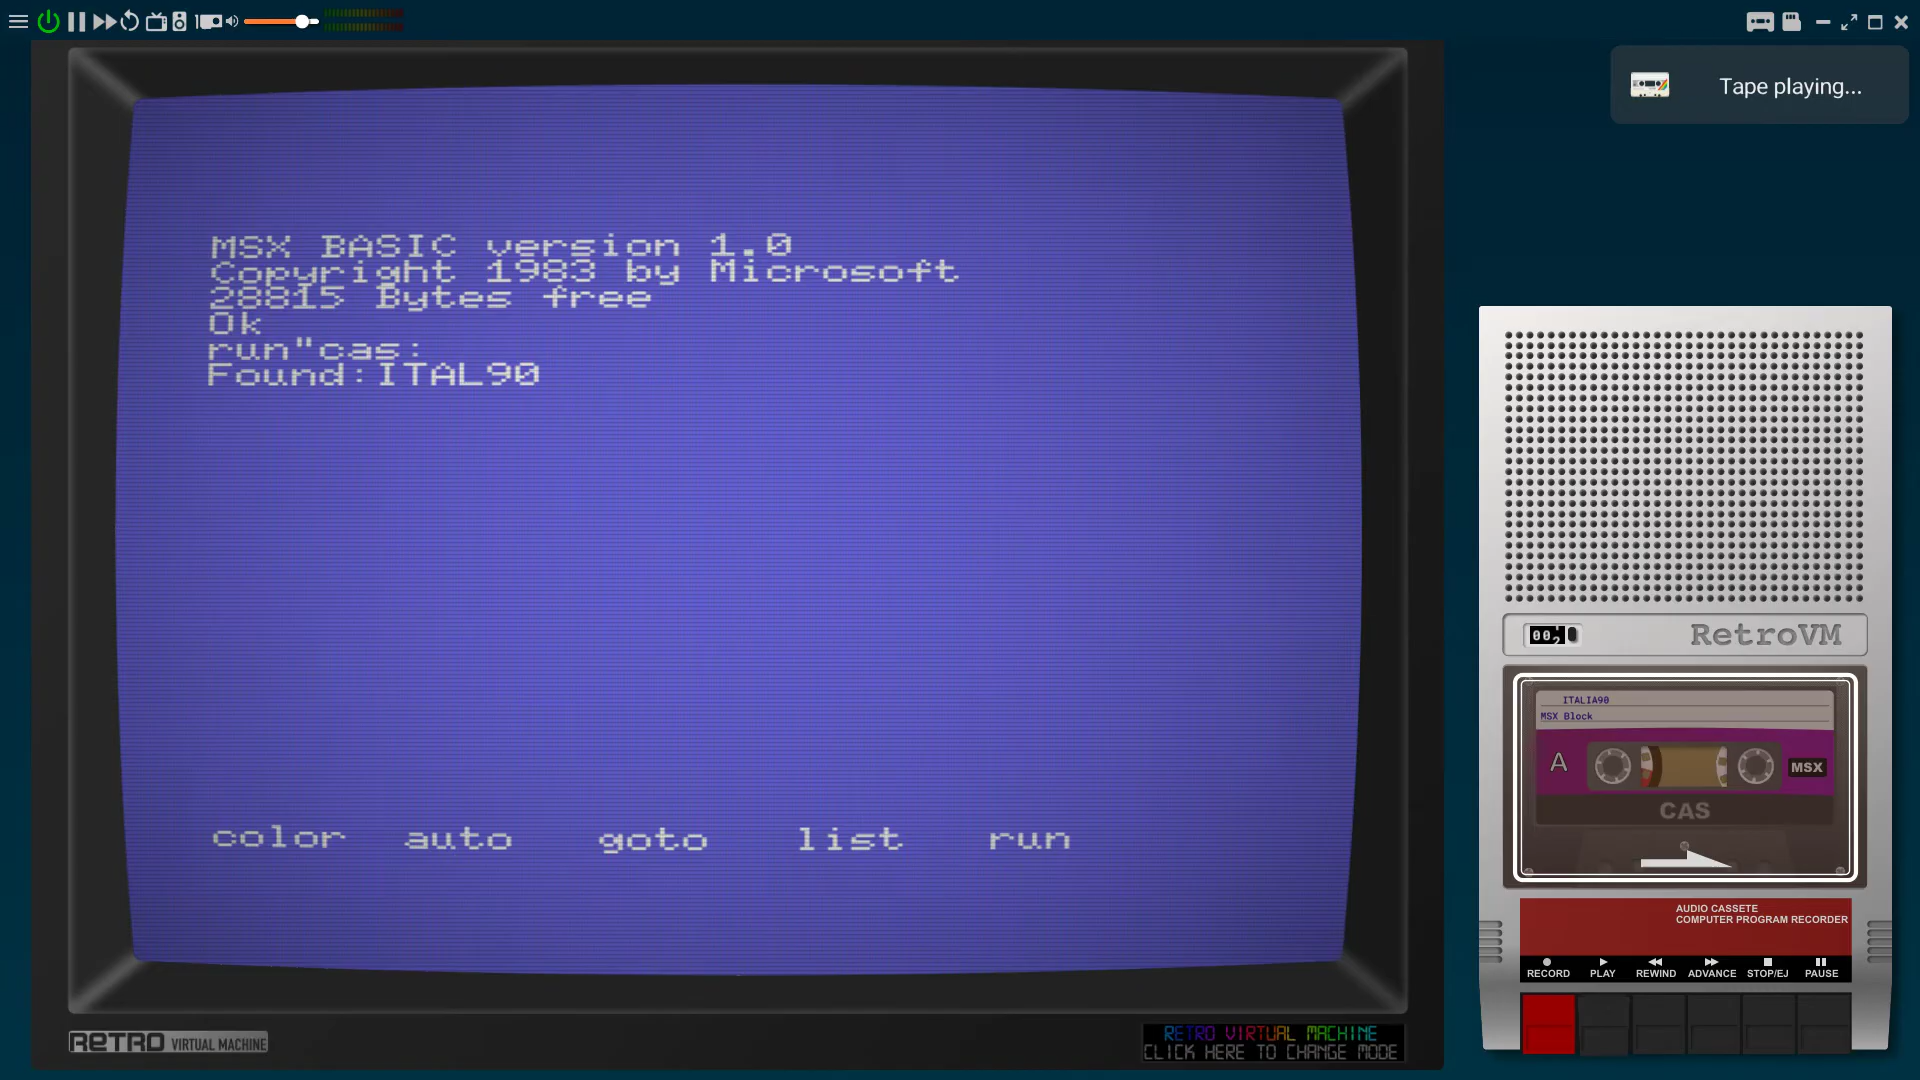 Tape playing...
MSX BASIC version 1.0
Copyright 1983 by Microsoft
28815 Bytes free
Ok
run"cas:
Found:ITAL90
color auto goto list run
RETRO VIRTUAL MACHINE
RETRO VIRTUAL MACHINE
CLICK HERE TO CHANGE MODE
002
RetroVM
ITALIA90
MSX Block
A
MSX
CAS
AUDIO CASSETE
COMPUTER PROGRAM RECORDER
RECORD PLAY REWIND ADVANCE STOP/EJ PAUSE